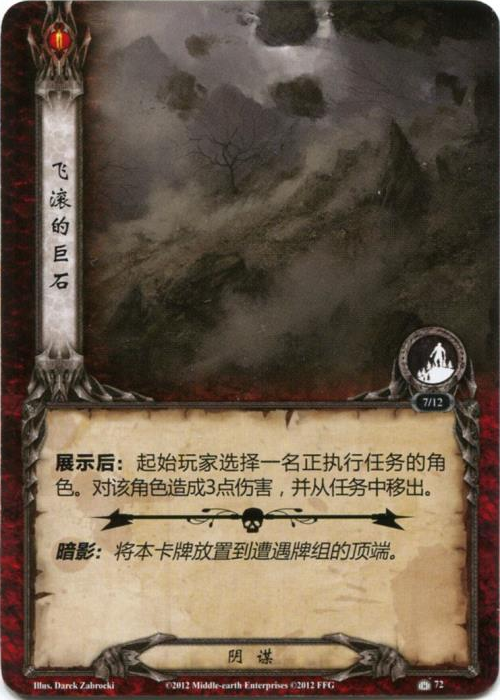 飞滚的巨石
7/12
展示后：起始玩家选择一名正执行任务的角
色。对该角色造成3点伤害，并从任务中移出。
暗影：将本卡牌放置到遭遇牌组的顶端。
阴谋
Illus. Darek Zabrocki ©2012 Middle-earth Enterprises ©2012 FFG 72